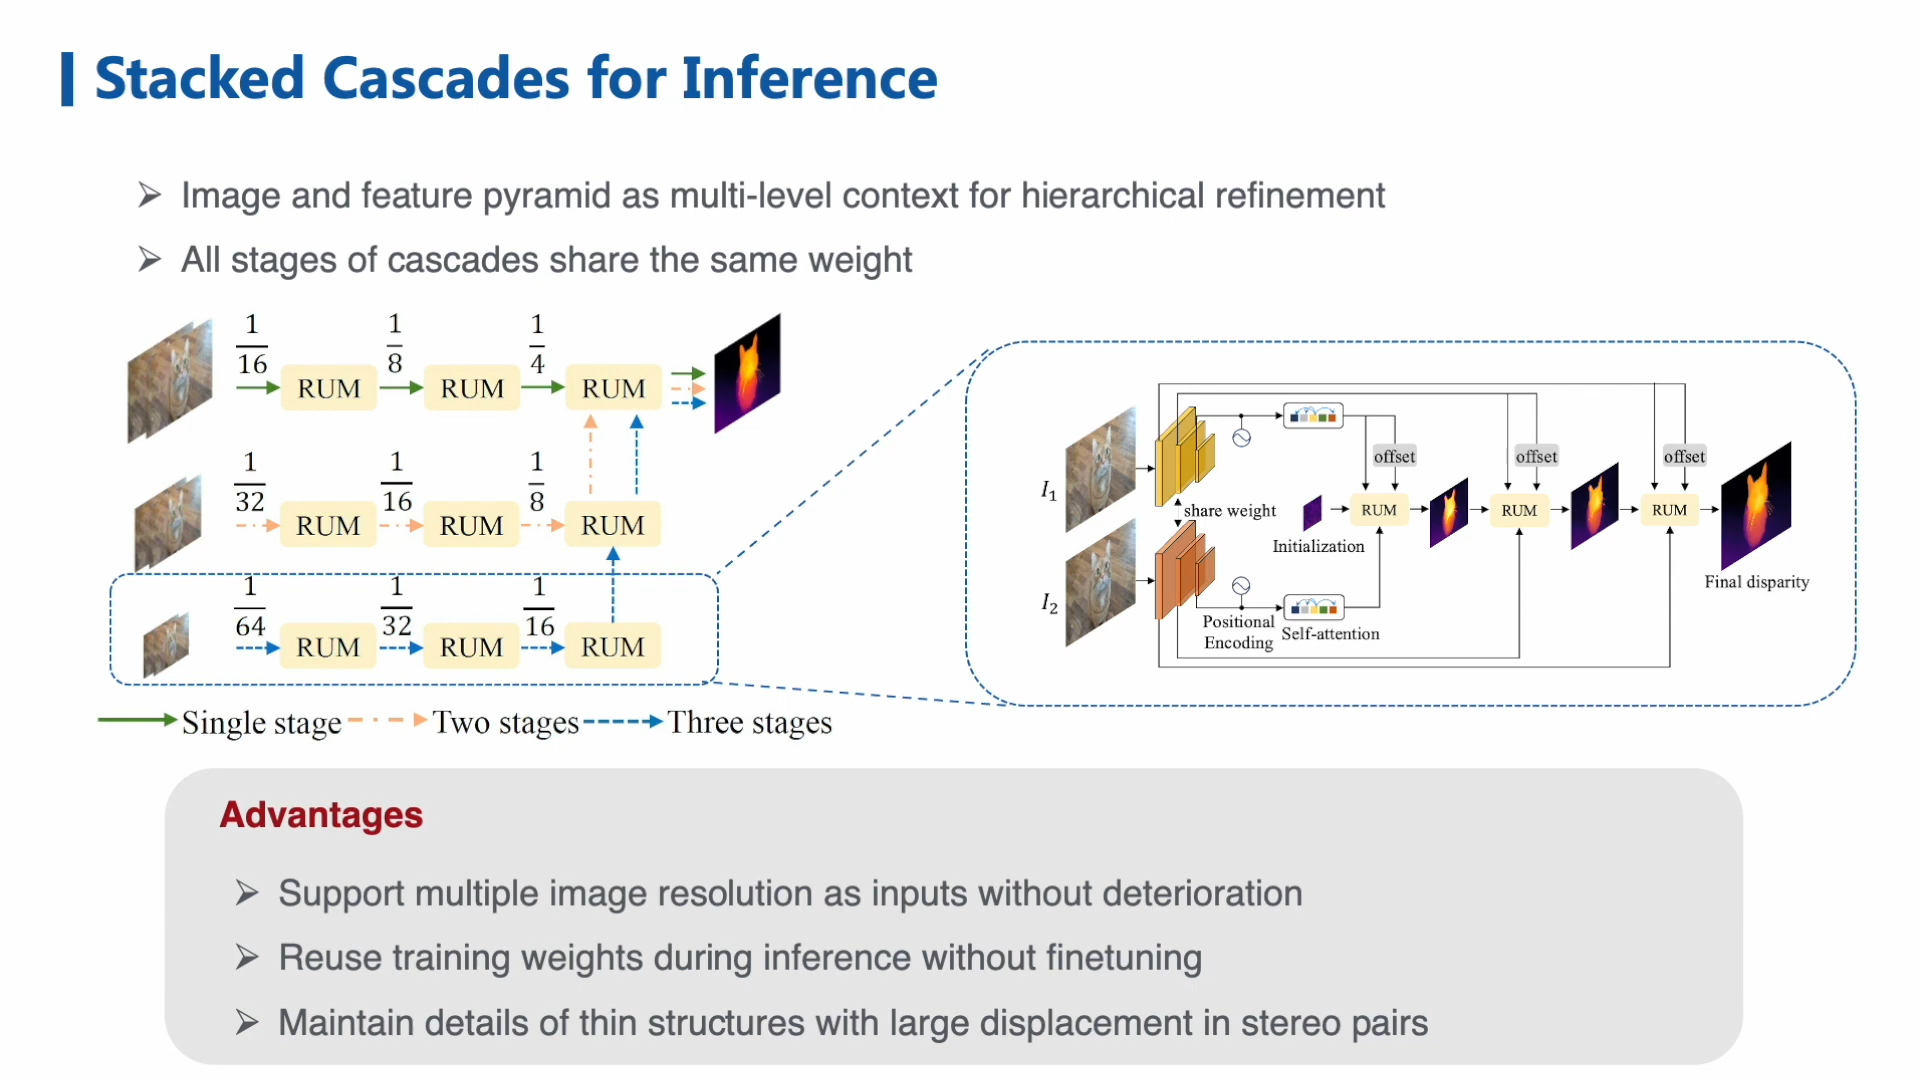 Stacked Cascades for Inference
Image and feature pyramid as multi-level context for hierarchical refinement
All stages of cascades share the same weight
1/16 1/8 1/4
RUM RUM RUM
1/32 1/16 1/8
RUM RUM RUM
1/64 1/32 1/16
RUM RUM RUM
Single stage Two stages Three stages
I1
I2
share weight
offset offset offset
RUM RUM RUM
Initialization
Positional
Encoding
Self-attention
Final disparity
Advantages
Support multiple image resolution as inputs without deterioration
Reuse training weights during inference without finetuning
Maintain details of thin structures with large displacement in stereo pairs